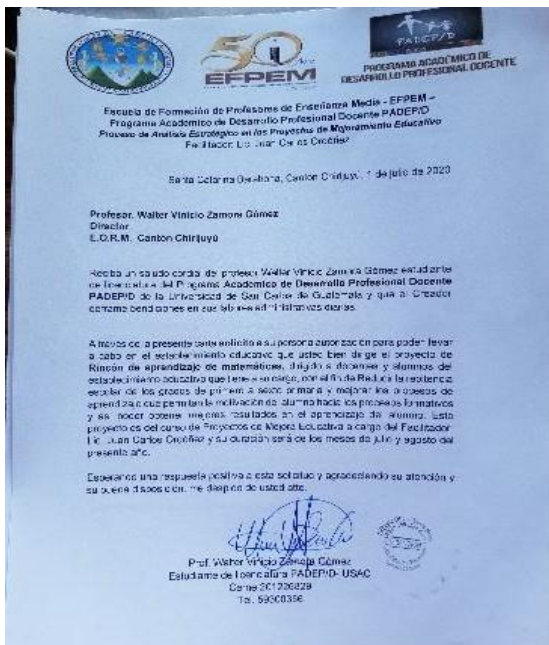 50 años
EFPEM
PADEP/D
PROGRAMA ACADÉMICO DE
DESARROLLO PROFESIONAL DOCENTE
Escuela de Formación de Profesores de Enseñanza Media - EFPEM –
Programa Académico de Desarrollo Profesional Docente PADEP/D
Proceso de Análisis Estratégico en los Proyectos de Mejoramiento Educativo
Facilitador: Lic. Juan Carlos Ordóñez
Santa Catarina Barahona, Cantón Chirijuyú, 1 de julio de 2020
Profesor. Walter Vinicio Zamora Gómez
Director
E.O.R.M. Cantón Chirijuyú
Reciba un saludo cordial del profesor Walter Vinicio Zamora Gómez estudiante
de licenciatura del Programa Académico de Desarrollo Profesional Docente
PADEP/D de la Universidad de San Carlos de Guatemala y que el Creador
derrame bendiciones en sus labores administrativas diarias.
A través de la presente carta solicito a su persona autorización para poder llevar
a cabo en el establecimiento educativo que usted bien dirige el proyecto de
Rincón de aprendizaje de matemáticas, dirigido a docentes y alumnos del
establecimiento educativo que tiene a su cargo, con el fin de Reducir la repitencia
escolar de los grados de primero a sexto primaria y mejorar los procesos de
aprendizaje que permitan la motivación del alumno hacia los procesos formativos
y así poder obtener mejores resultados en el aprendizaje del alumno. Este
proyecto es del curso de Proyectos de Mejora Educativa a cargo del Facilitador
Lic. Juan Carlos Ordóñez y su duración será de los meses de julio y agosto del
presente año.
Esperando una respuesta positiva a esta solicitud y agradeciendo su atención y
su buena disposición, me despido de usted atte.
Prof. Walter Vinicio Zamora Gómez
Estudiante de licenciatura PADEP/D- USAC
Carné 201226829
Tel. 59300356